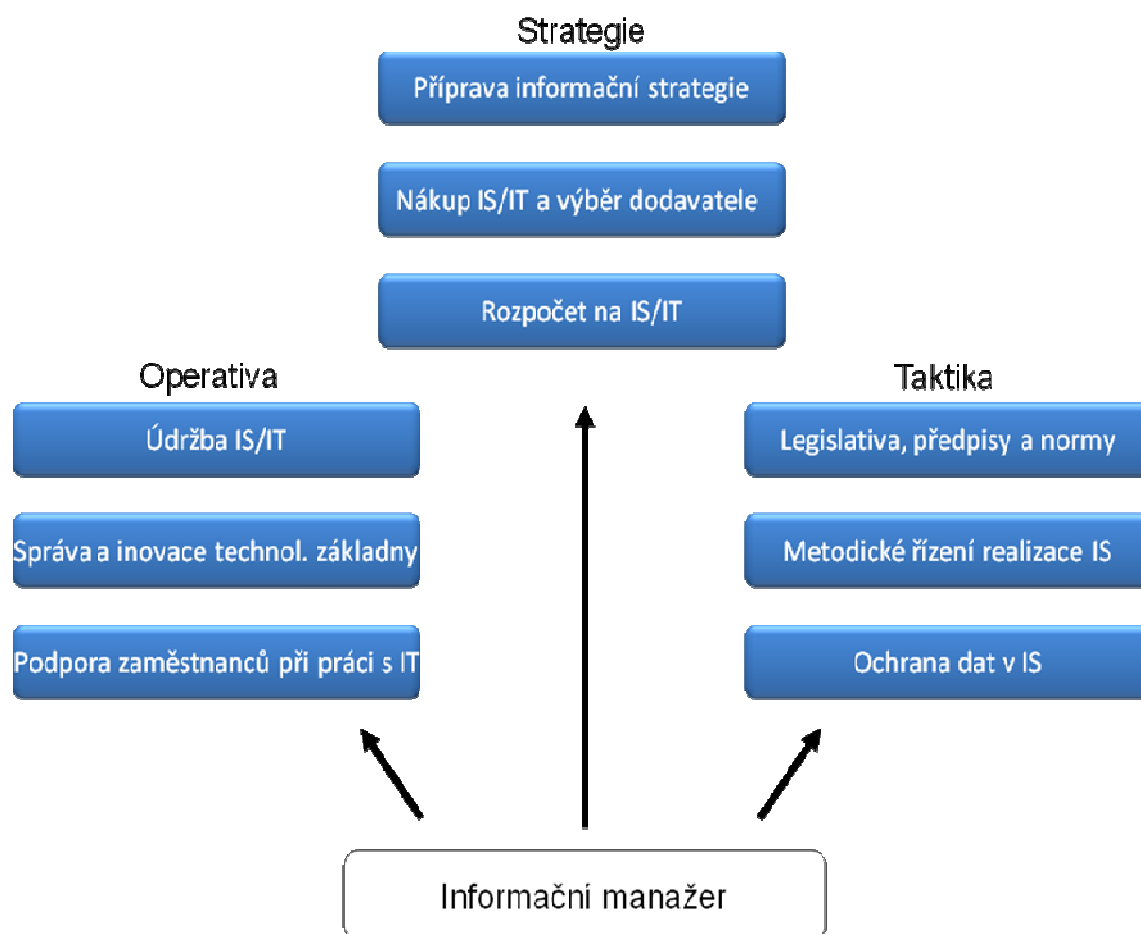 Strategie
Příprava informační strategie
Nákup IS/IT a výběr dodavatele
Rozpočet na IS/IT
Operativa
Údržba IS/IT
Správa a inovace technol. základny
Podpora zaměstnanců při práci s IT
Taktika
Legislativa, předpisy a normy
Metodické řízení realizace IS
Ochrana dat v IS
Informační manažer